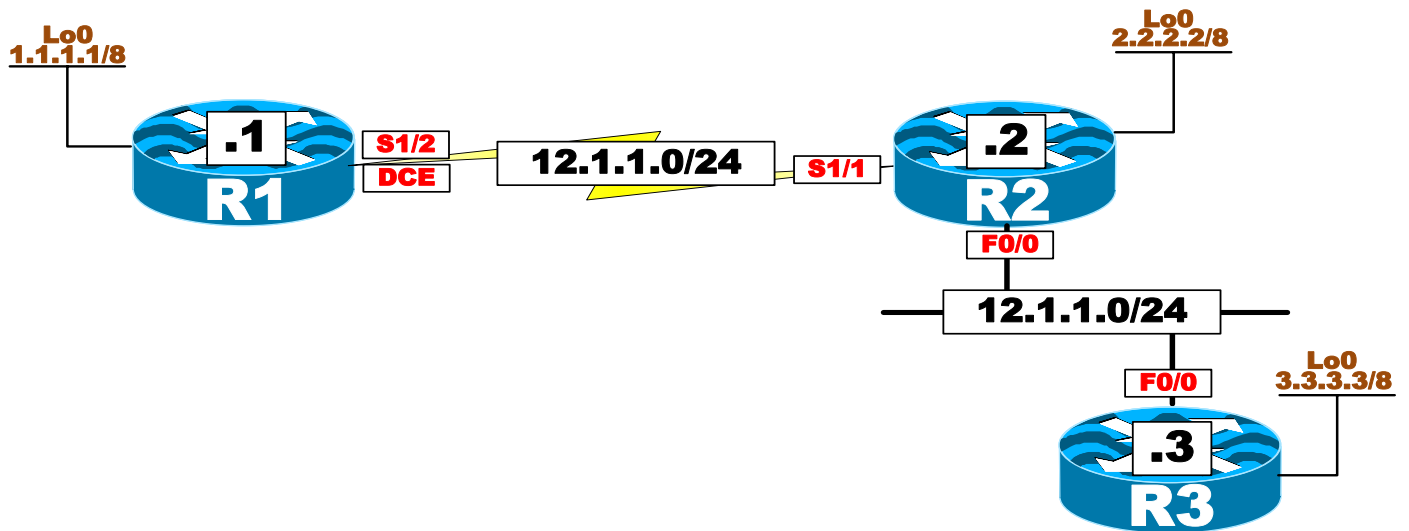 Lo0
1.1.1.1/8
Lo0
2.2.2.2/8
.1
S1/2
DCE
12.1.1.0/24
S1/1
.2
R1
R2
F0/0
12.1.1.0/24
Lo0
3.3.3.3/8
F0/0
.3
R3